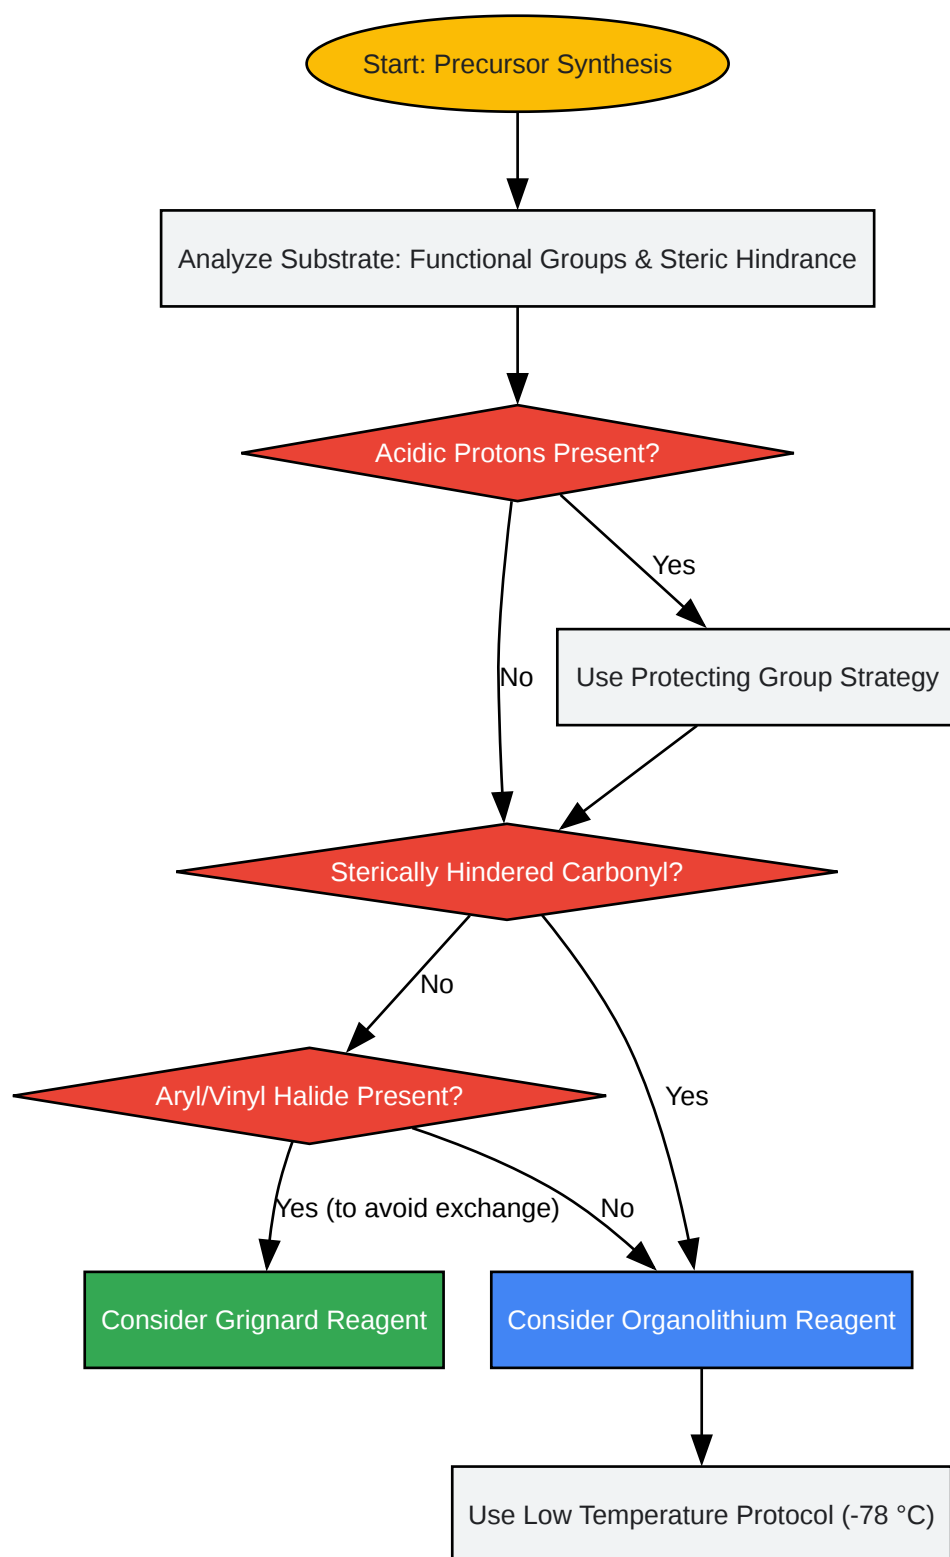 Start: Precursor Synthesis
Analyze Substrate: Functional Groups & Steric Hindrance
Acidic Protons Present?
Yes
No
Use Protecting Group Strategy
Sterically Hindered Carbonyl?
No
Aryl/Vinyl Halide Present?
Yes
Yes (to avoid exchange)
No
Consider Grignard Reagent
Consider Organolithium Reagent
Use Low Temperature Protocol (-78 °C)